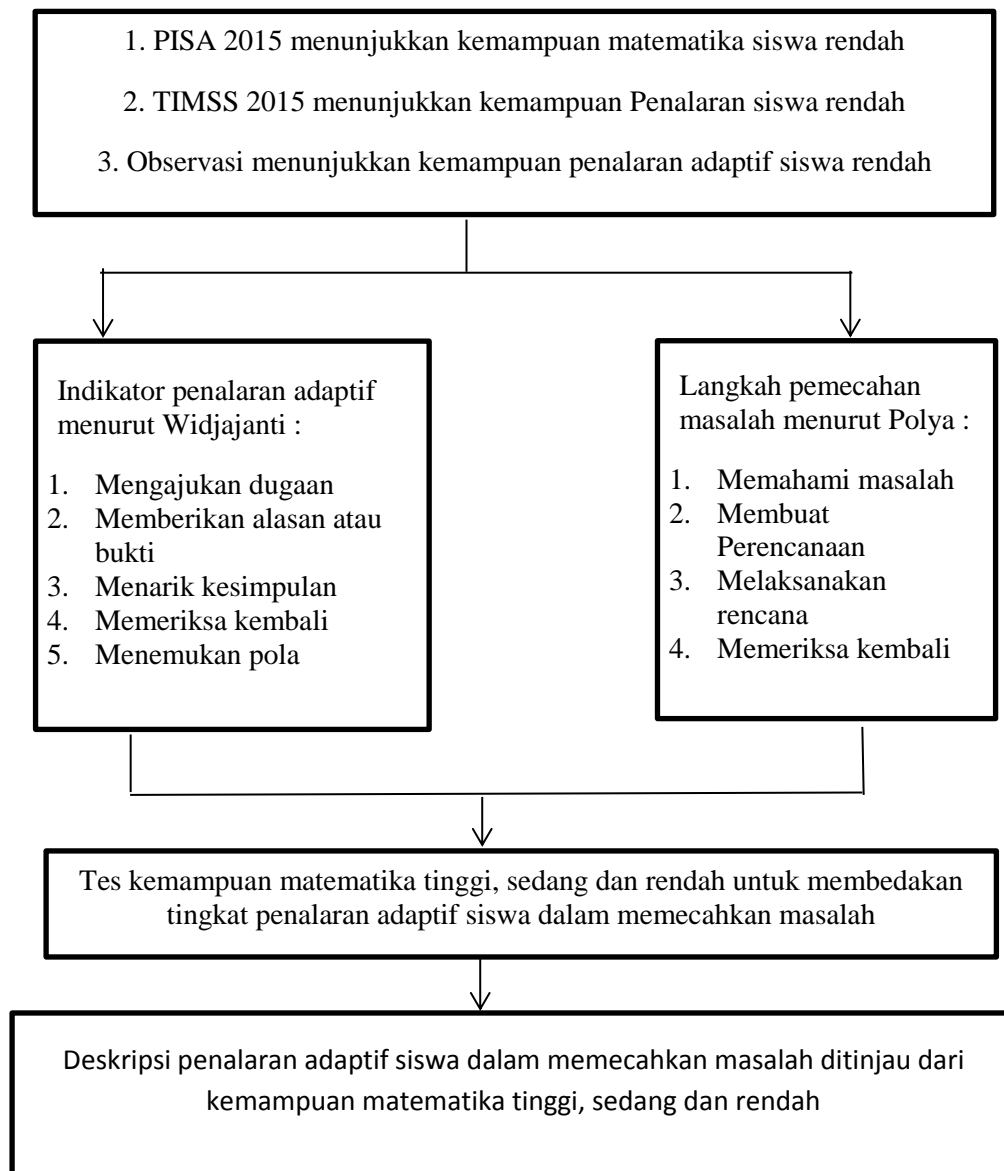 1. PISA 2015 menunjukkan kemampuan matematika siswa rendah
2. TIMSS 2015 menunjukkan kemampuan Penalaran siswa rendah
3. Observasi menunjukkan kemampuan penalaran adaptif siswa rendah
Indikator penalaran adaptif
menurut Widjajanti :
1. Mengajukan dugaan
2. Memberikan alasan atau
bukti
3. Menarik kesimpulan
4. Memeriksa kembali
5. Menemukan pola
Langkah pemecahan
masalah menurut Polya :
1. Memahami masalah
2. Membuat
Perencanaan
3. Melaksanakan
rencana
4. Memeriksa kembali
Tes kemampuan matematika tinggi, sedang dan rendah untuk membedakan
tingkat penalaran adaptif siswa dalam memecahkan masalah
Deskripsi penalaran adaptif siswa dalam memecahkan masalah ditinjau dari
kemampuan matematika tinggi, sedang dan rendah